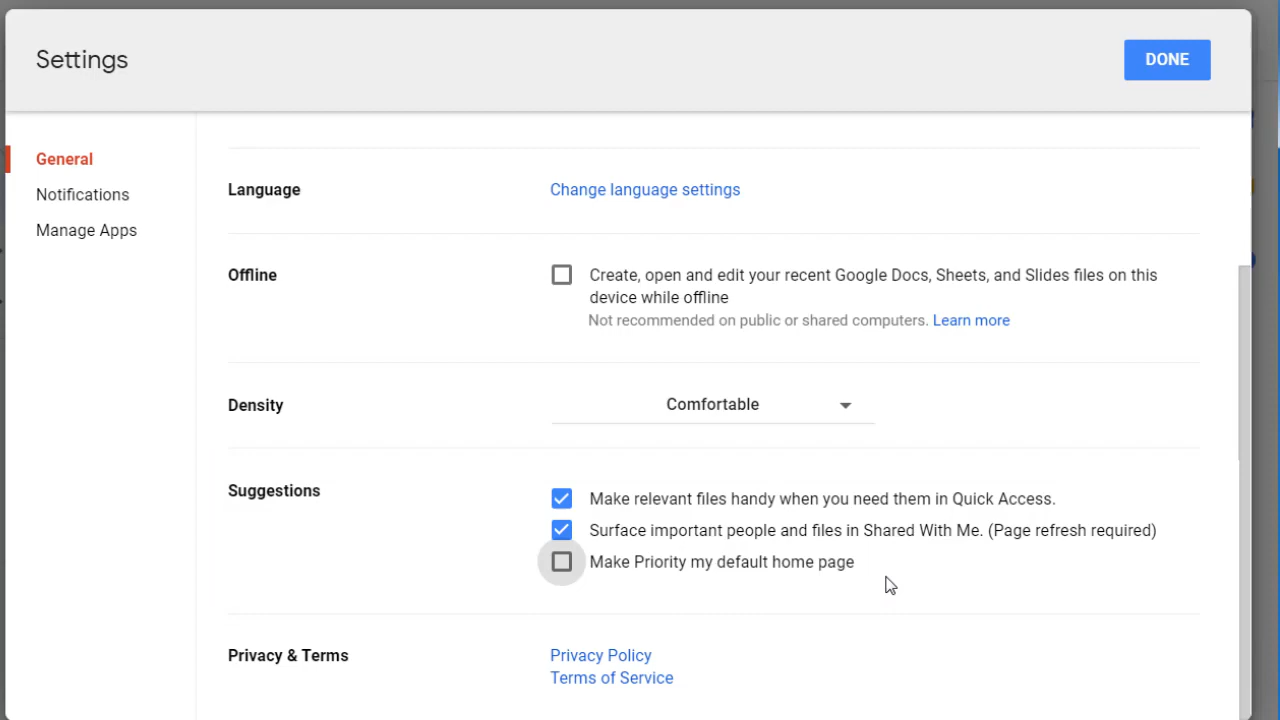 Settings
DONE
General
Notifications
Manage Apps
Language
Change language settings
Offline
Create, open and edit your recent Google Docs, Sheets, and Slides files on this
device while offline
Not recommended on public or shared computers. Learn more
Density
Comfortable
Suggestions
Make relevant files handy when you need them in Quick Access.
Surface important people and files in Shared With Me. (Page refresh required)
Make Priority my default home page
Privacy & Terms
Privacy Policy
Terms of Service